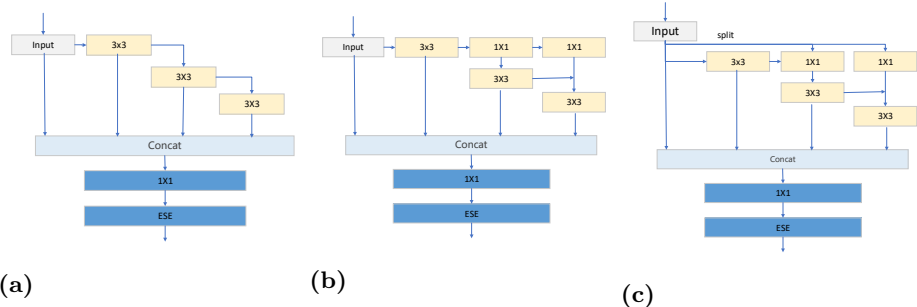 Input
3x3
3X3
3X3
Concat
1X1
ESE
(a)
Input
3x3
1X1
1X1
3X3
3X3
Concat
1X1
ESE
(b)
Input
split
3x3
1X1
1X1
3X3
3X3
Concat
1X1
ESE
(c)